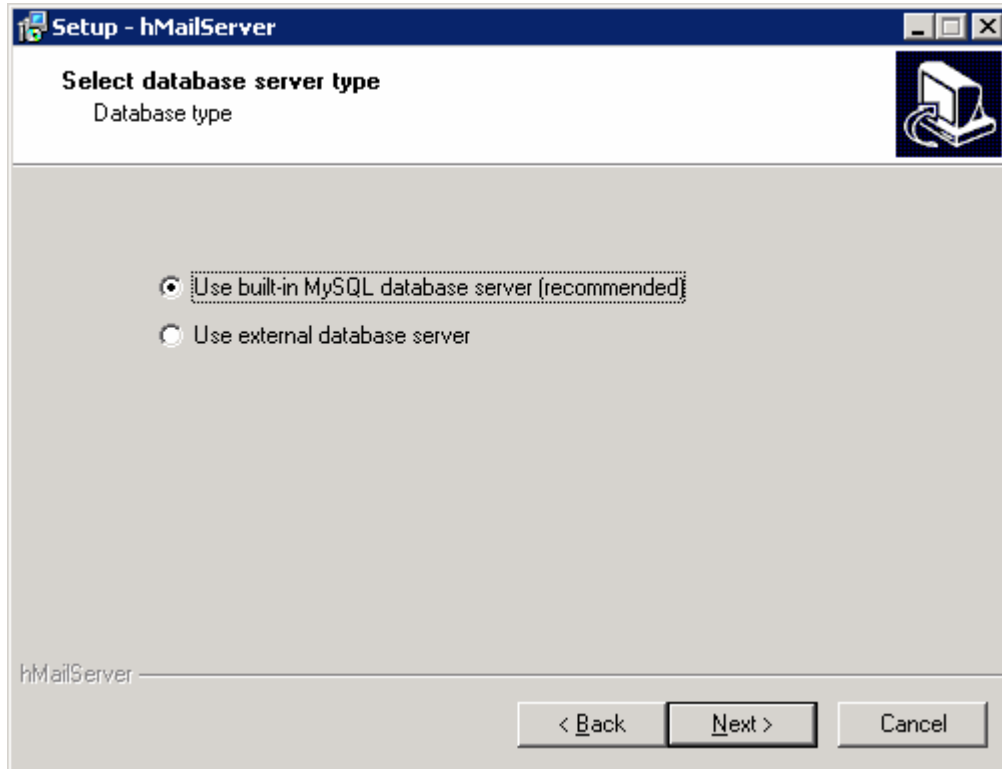 Setup - hMailServer
Select database server type
Database type
Use built-in MySQL database server (recommended)
Use external database server
hMailServer
< Back
Next >
Cancel